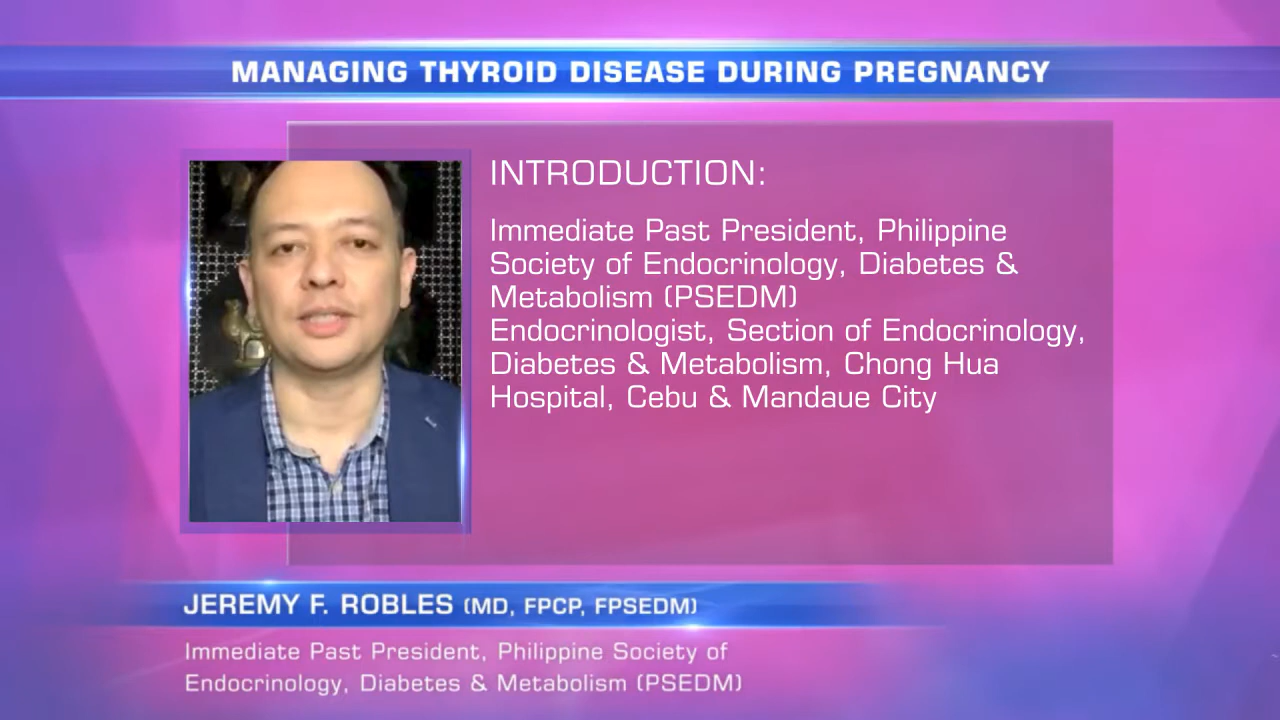 MANAGING THYROID DISEASE DURING PREGNANCY
INTRODUCTION:
Immediate Past President, Philippine
Society of Endocrinology, Diabetes &
Metabolism (PSEDM)
Endocrinologist, Section of Endocrinology,
Diabetes & Metabolism, Chong Hua
Hospital, Cebu & Mandaue City
JEREMY F. ROBLES (MD, FPCP, FPSEDM)
Immediate Past President, Philippine Society of
Endocrinology, Diabetes & Metabolism (PSEDM)